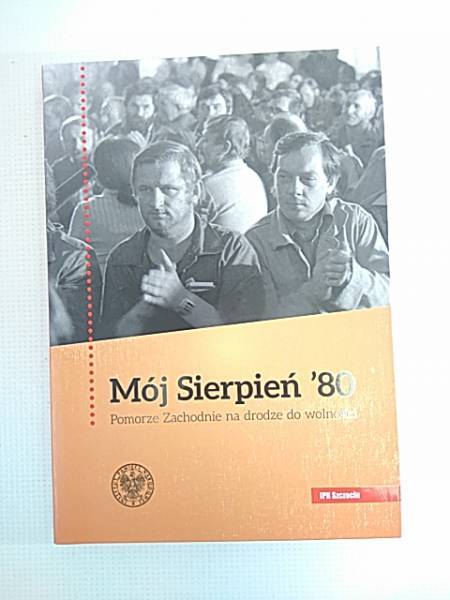 Mój Sierpień ’80
Pomorze Zachodnie na drodze do wolności
IPN Szczecin